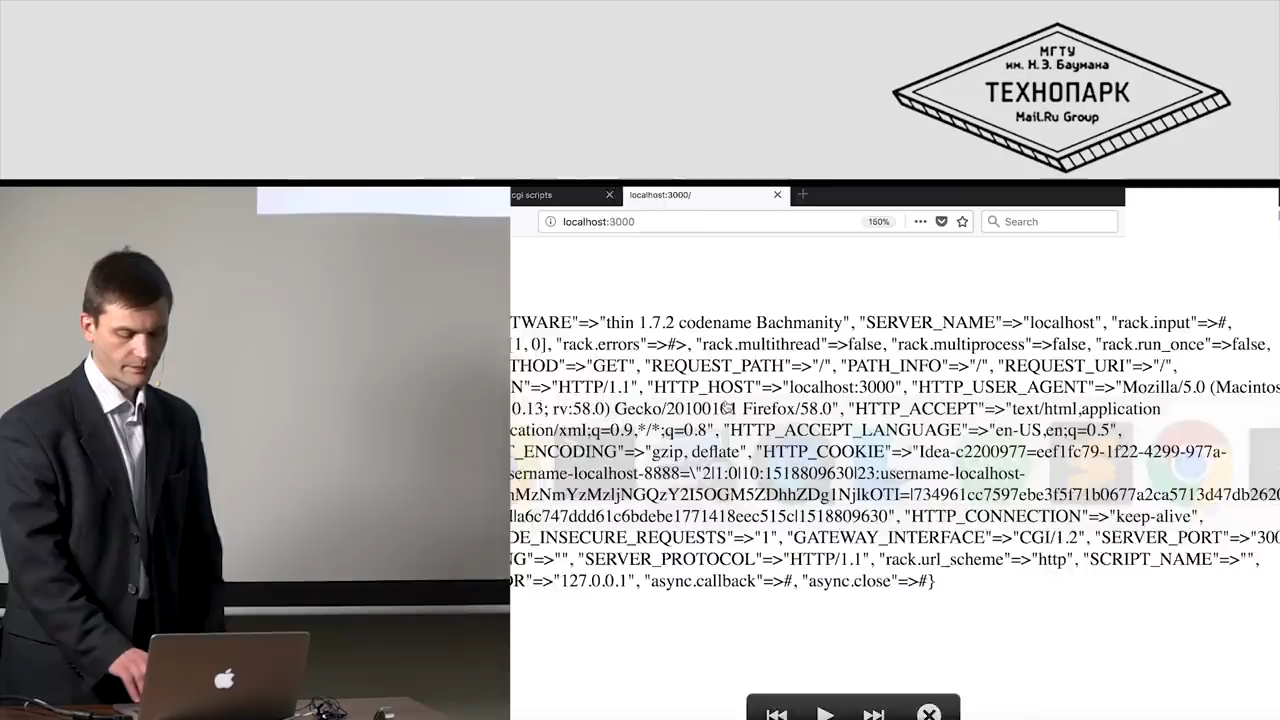 МГТУ
им. Н.Э. Баумана
ТЕХНОПАРК
Mail.Ru Group
cgi scripts
localhost:3000/
localhost:3000
150%
Search
TWARE"=>"thin 1.7.2 codename Bachmanity", "SERVER_NAME"=>"localhost", "rack.input"=>#,
[1, 0], "rack.errors"=>#>, "rack.multithread"=>false, "rack.multiprocess"=>false, "rack.run_once"=>false,
THOD"=>"GET", "REQUEST_PATH"=>"/", "PATH_INFO"=>"/", "REQUEST_URI"=>"/",
N"=>"HTTP/1.1", "HTTP_HOST"=>"localhost:3000", "HTTP_USER_AGENT"=>"Mozilla/5.0 (Macintos
0.13; rv:58.0) Gecko/20100101 Firefox/58.0", "HTTP_ACCEPT"=>"text/html,application
cation/xml;q=0.9,*/*;q=0.8", "HTTP_ACCEPT_LANGUAGE"=>"en-US,en;q=0.5",
T_ENCODING"=>"gzip, deflate", "HTTP_COOKIE"=>"Idea-c2200977=eef1fc79-1f22-4299-977a-
sername-localhost-8888=\"2|1:0|10:1518809630|23:username-localhost-
MzNmYzMzljNGQzY2I5OGM5ZDhhZDg1NjlkOTI=|734961cc7597ebe3f5f71b0677a2ca5713d47db2620
d|a6c747ddd61c6bdebe1771418eec515c|1518809630", "HTTP_CONNECTION"=>"keep-alive",
DE_INSECURE_REQUESTS"=>"1", "GATEWAY_INTERFACE"=>"CGI/1.2", "SERVER_PORT"=>"300
NG"=>"", "SERVER_PROTOCOL"=>"HTTP/1.1", "rack.url_scheme"=>"http", "SCRIPT_NAME"=>"",
DR"=>"127.0.0.1", "async.callback"=>#, "async.close"=>#}